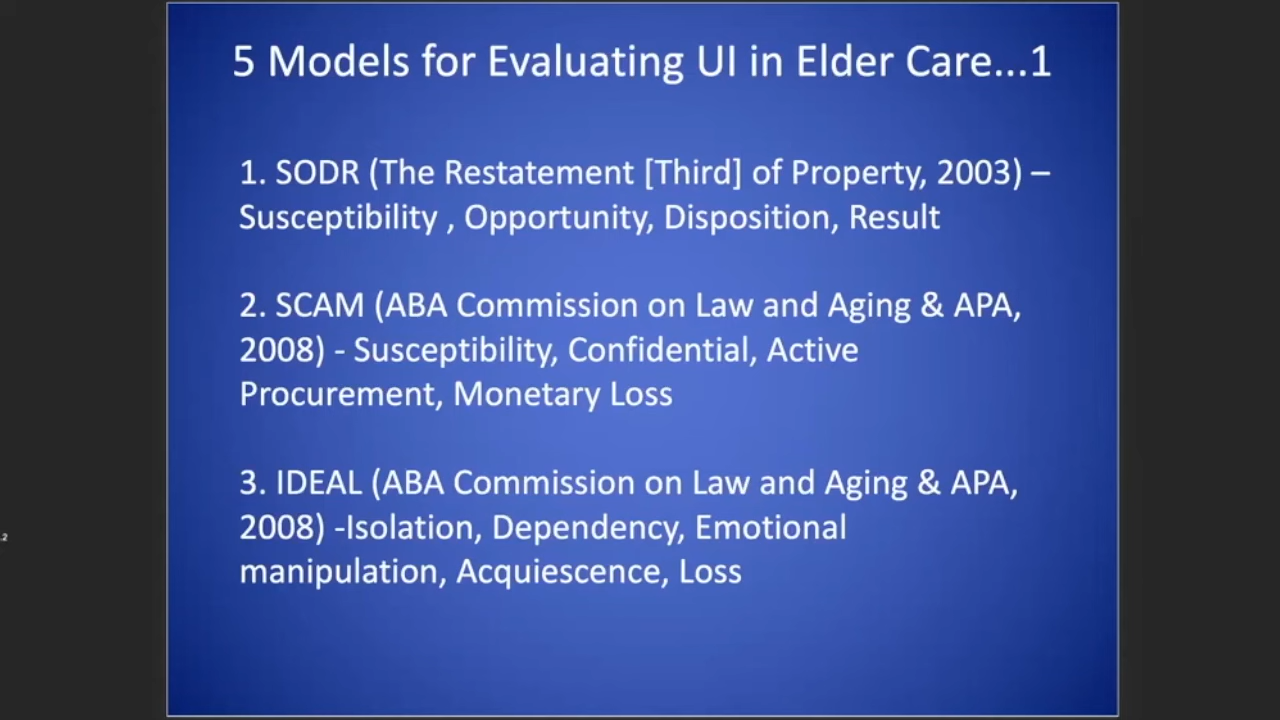 5 Models for Evaluating UI in Elder Care...1
1. SODR (The Restatement [Third] of Property, 2003) –
Susceptibility , Opportunity, Disposition, Result
2. SCAM (ABA Commission on Law and Aging & APA,
2008) - Susceptibility, Confidential, Active
Procurement, Monetary Loss
3. IDEAL (ABA Commission on Law and Aging & APA,
2008) -Isolation, Dependency, Emotional
manipulation, Acquiescence, Loss